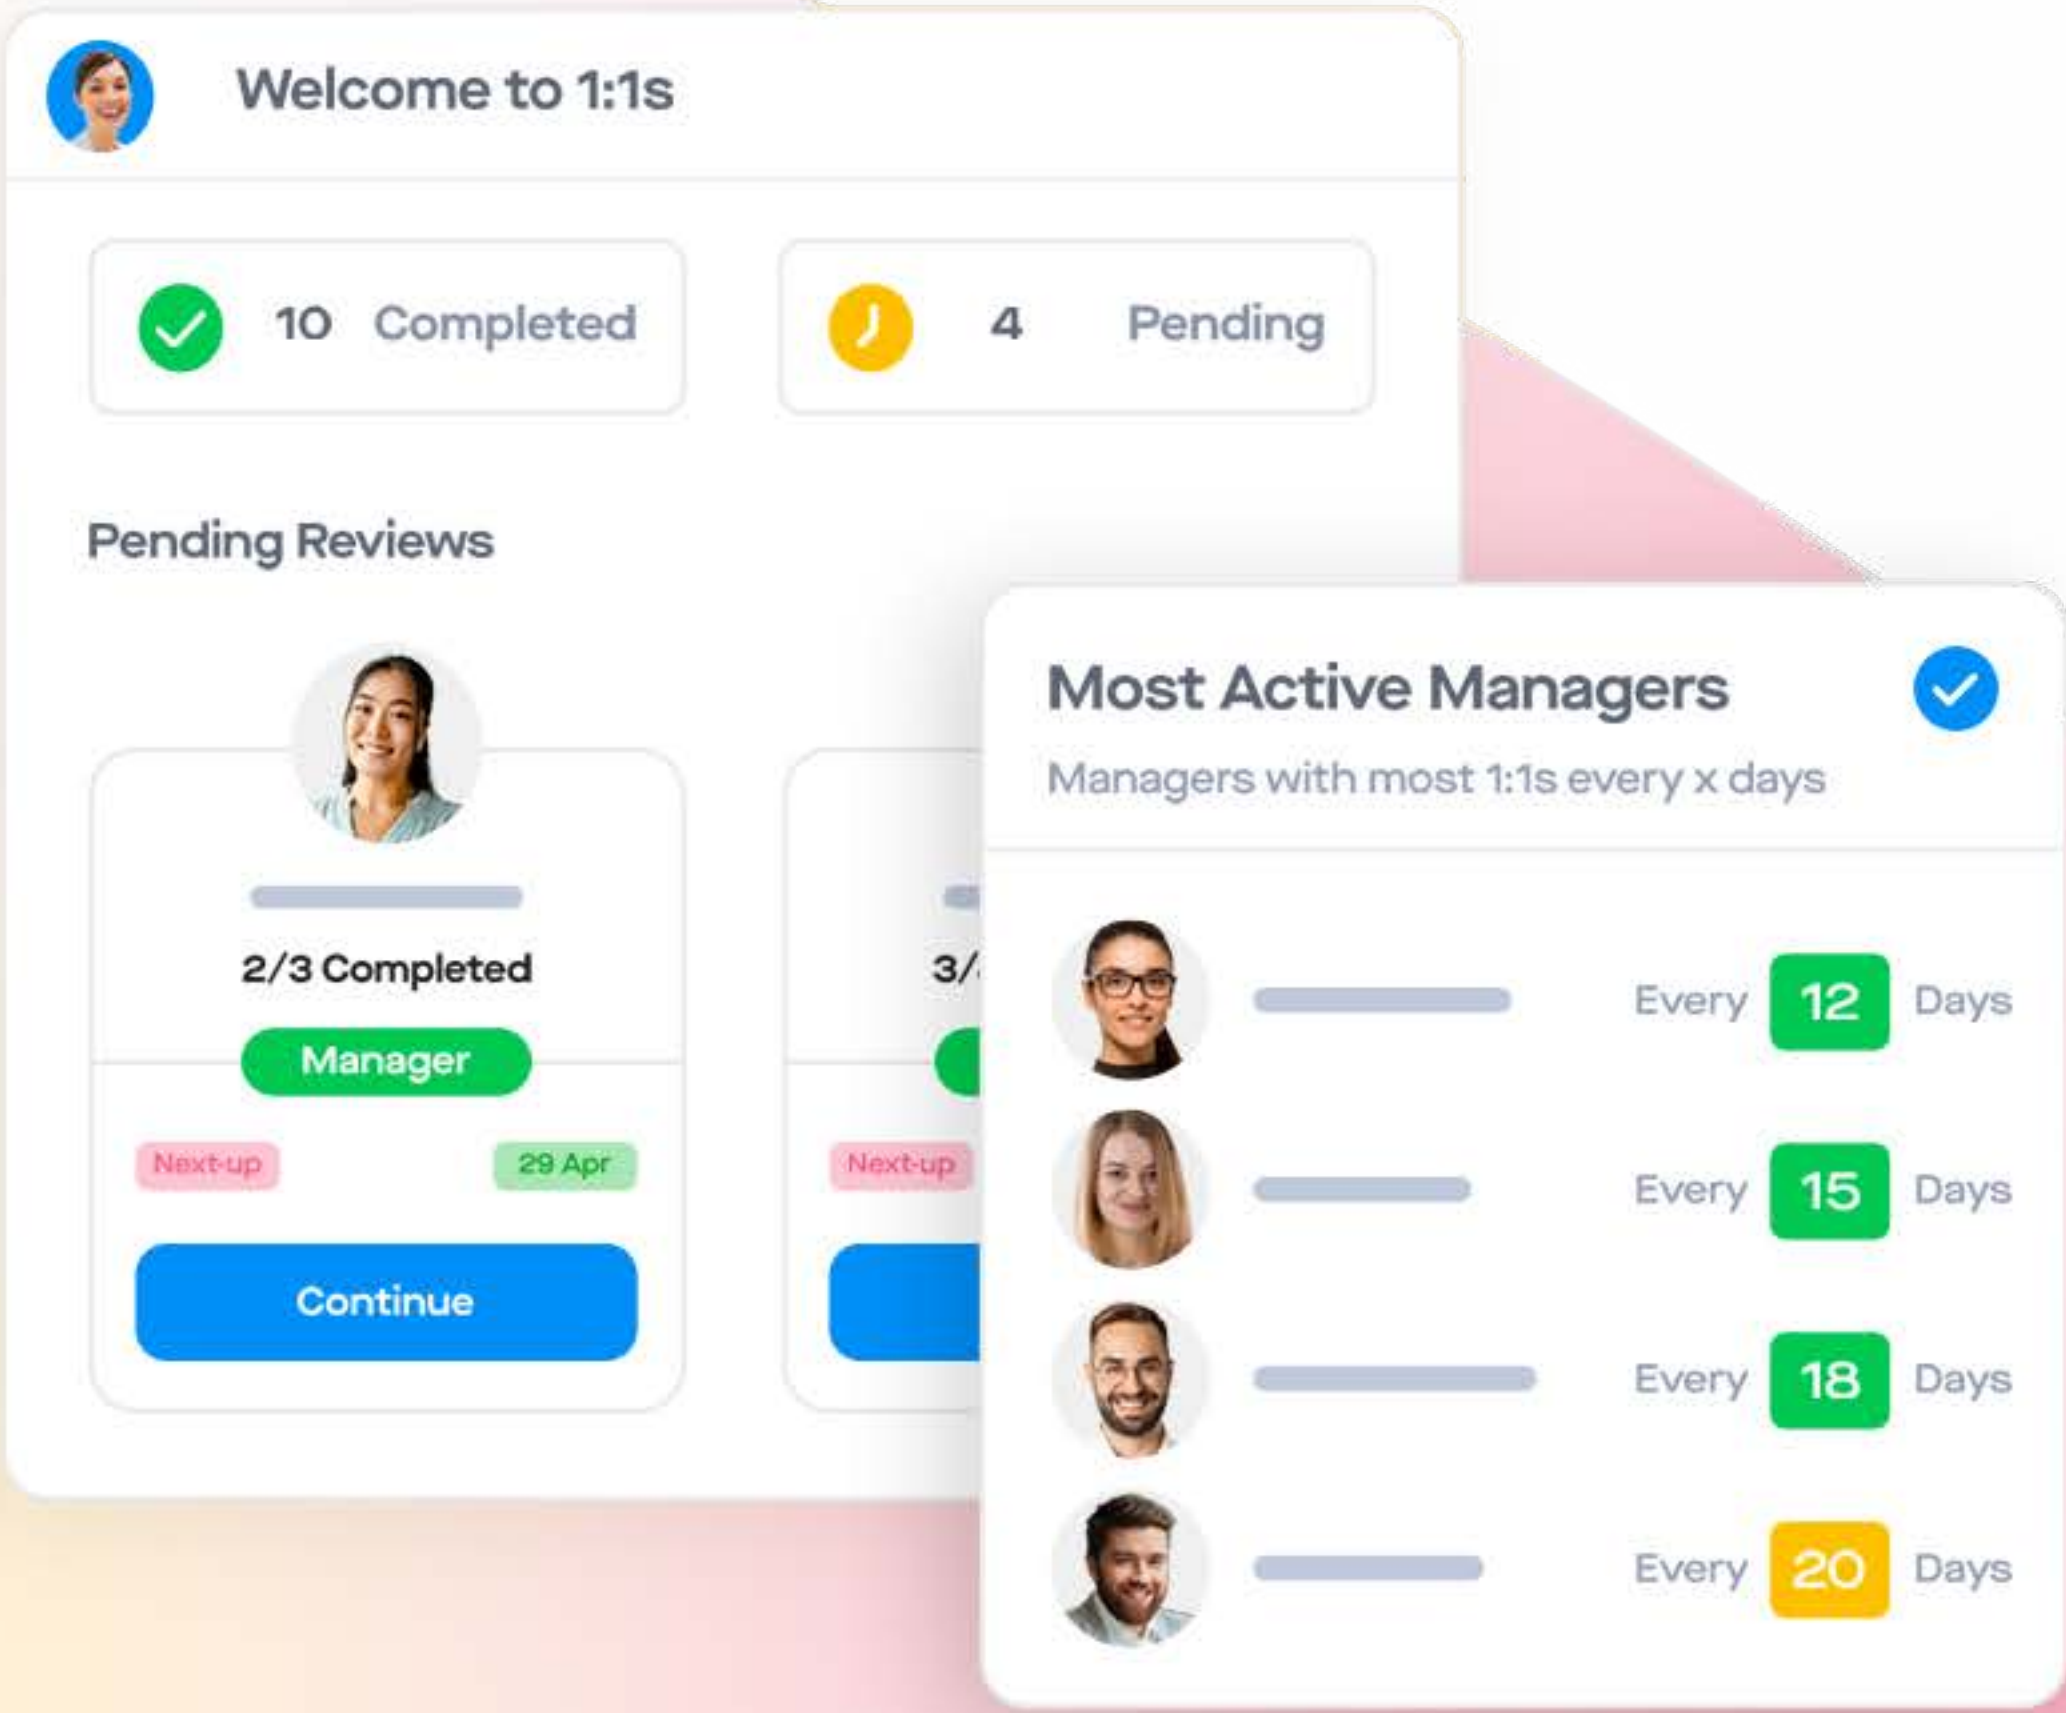 Welcome to 1:1s
10 Completed
4 Pending
Pending Reviews
2/3 Completed
Manager
Next-up
29 Apr
Continue
3/
Next-up
Most Active Managers
Managers with most 1:1s every x days
Every 12 Days
Every 15 Days
Every 18 Days
Every 20 Days